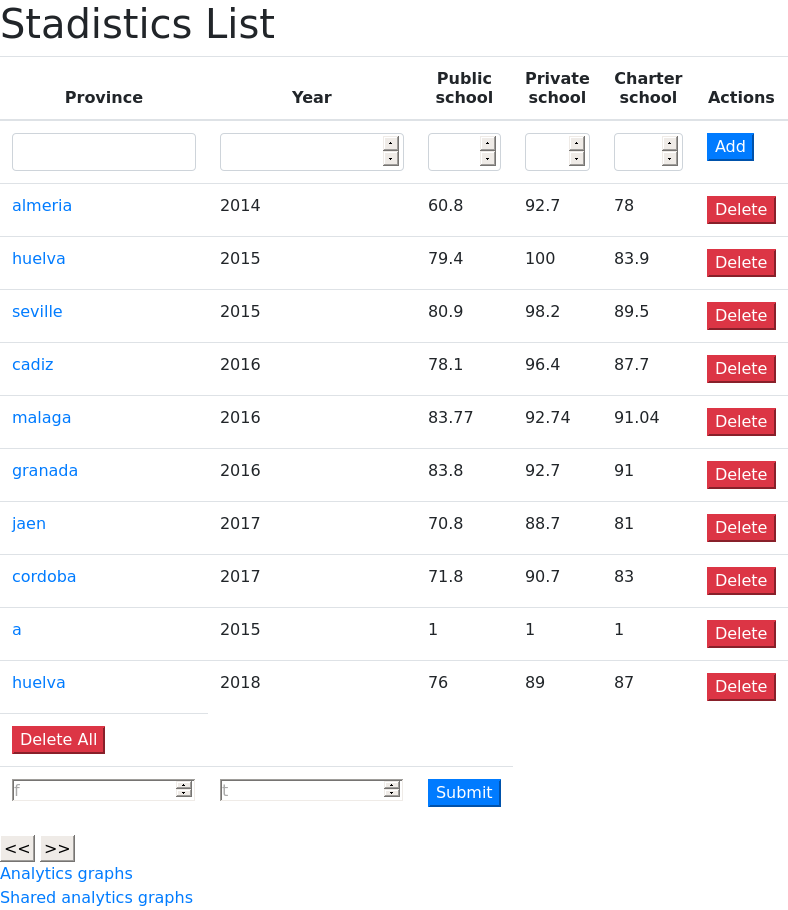 Stadistics List
Province Year Public school Private school Charter school Actions
Add
almeria 2014 60.8 92.7 78 Delete
huelva 2015 79.4 100 83.9 Delete
seville 2015 80.9 98.2 89.5 Delete
cadiz 2016 78.1 96.4 87.7 Delete
malaga 2016 83.77 92.74 91.04 Delete
granada 2016 83.8 92.7 91 Delete
jaen 2017 70.8 88.7 81 Delete
cordoba 2017 71.8 90.7 83 Delete
a 2015 1 1 1 Delete
huelva 2018 76 89 87 Delete
Delete All
f t Submit
<< >>
Analytics graphs
Shared analytics graphs